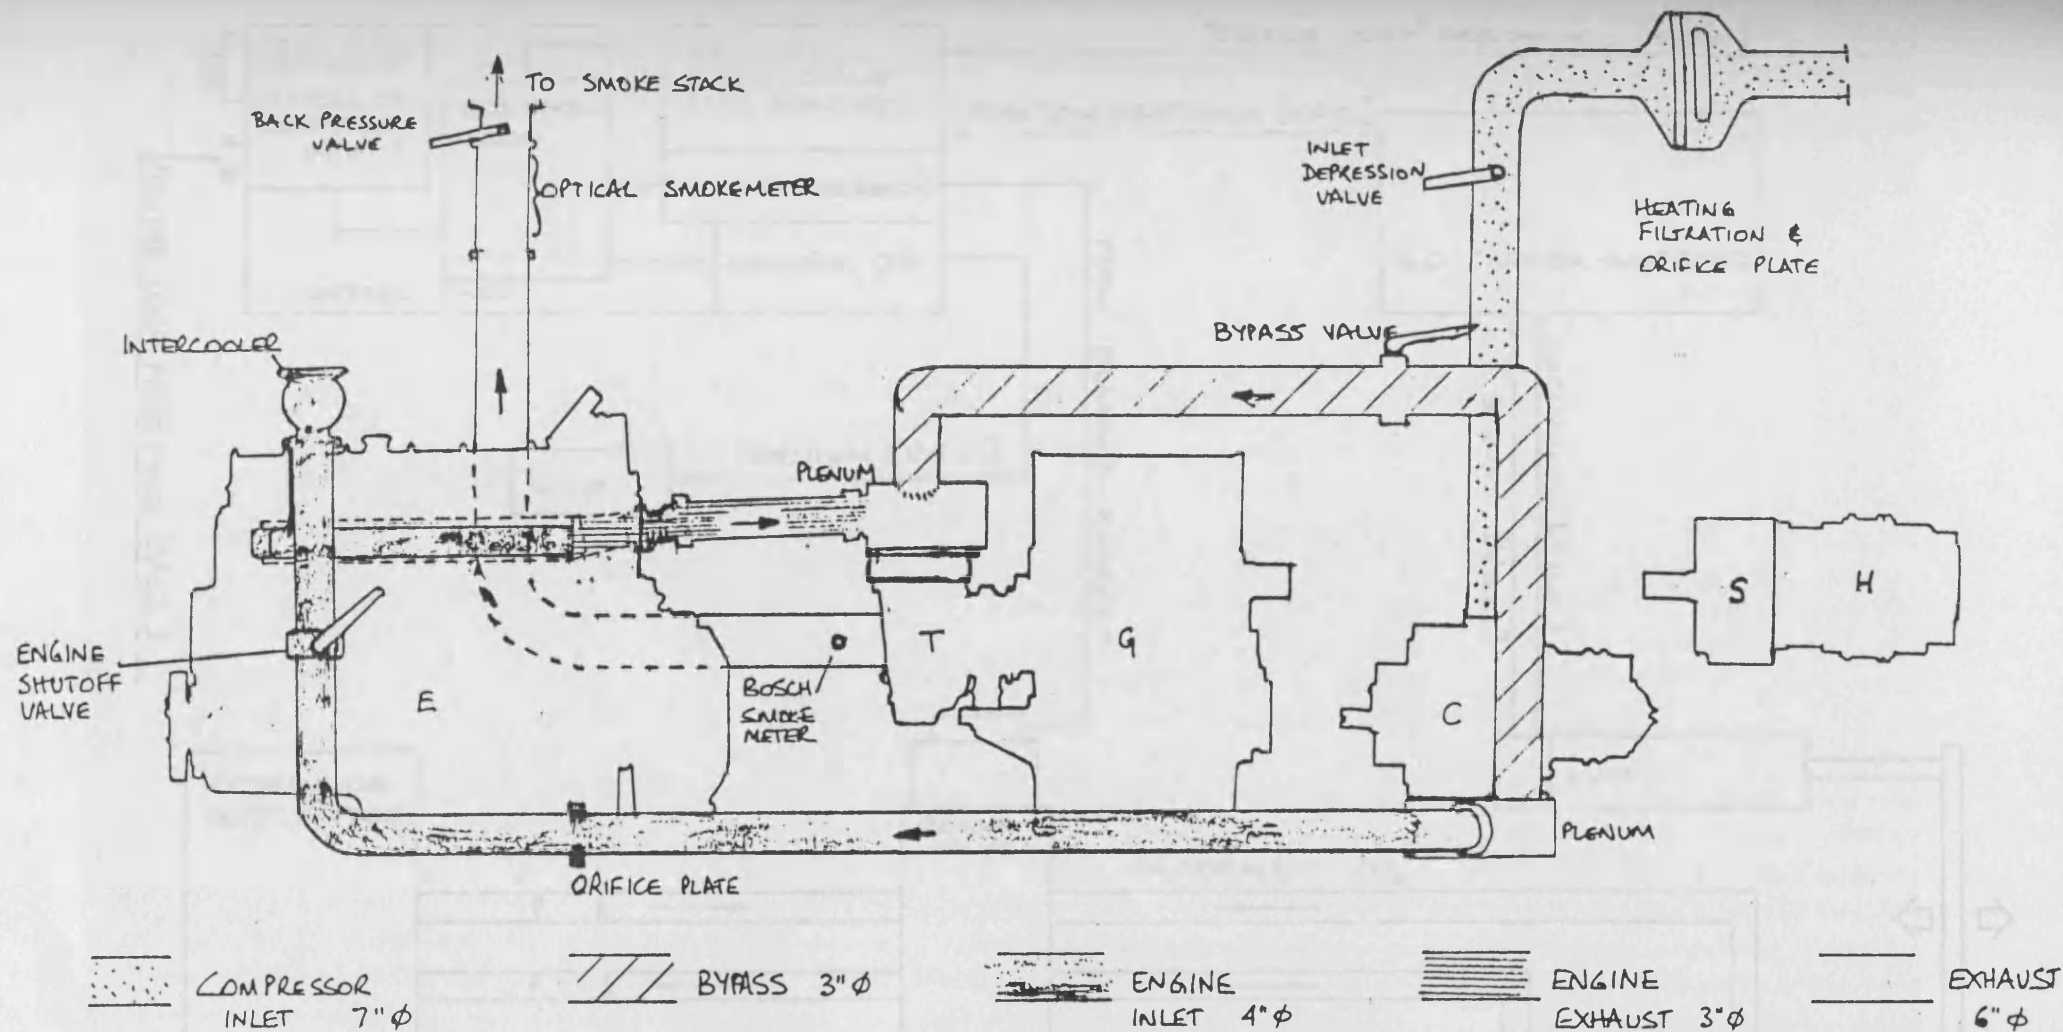 TO SMOKE STACK
BACK PRESSURE
VALVE
OPTICAL SMOKEMETER
INLET
DEPRESSION
VALVE
HEATING
FILTRATION &
ORIFICE PLATE
BYPASS VALVE
INTERCOOLER
PLENUM
ENGINE
SHUTOFF
VALVE
E
BOSCH
SMOKE
METER
T
G
C
S
H
PLENUM
ORIFICE PLATE
COMPRESSOR
INLET 7"φ
BYPASS 3"φ
ENGINE
INLET 4"φ
ENGINE
EXHAUST 3"φ
EXHAUST
6"φ